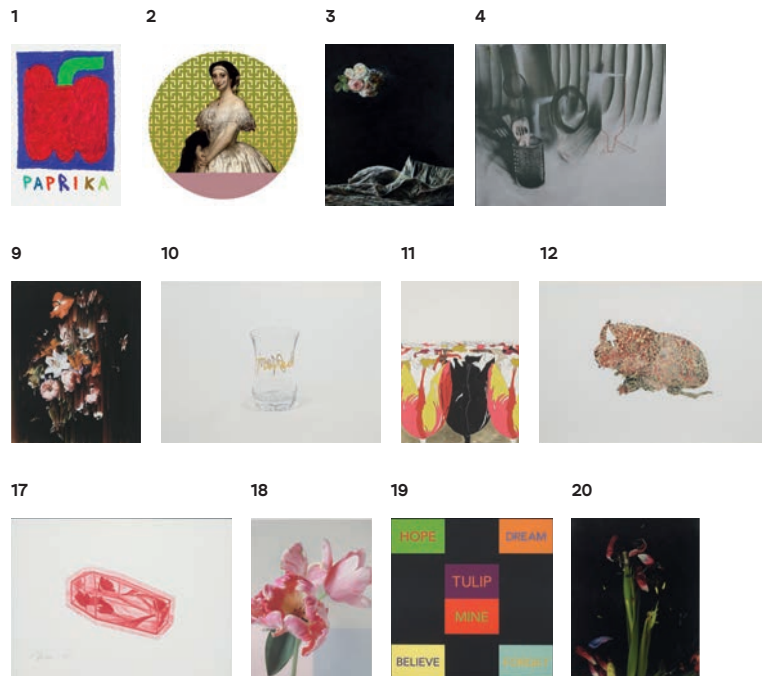 1 2 3 4
PAPRIKA
9 10 11 12
17 18 19 20
HOPE DREAM
TULIP
MINE
BELIEVE